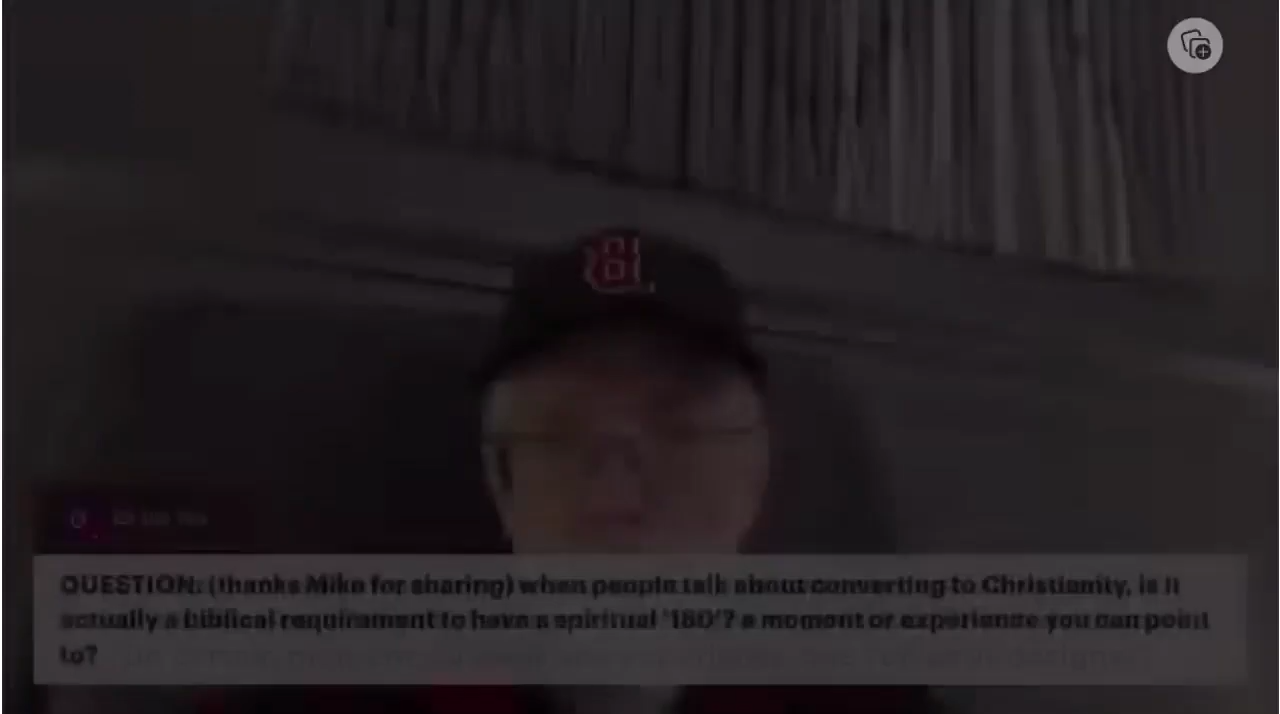 QUESTION: (thanks Mike for sharing) when people talk about converting to Christianity, is it
actually a biblical requirement to have a spiritual '180'? a moment or experience you can point
to?